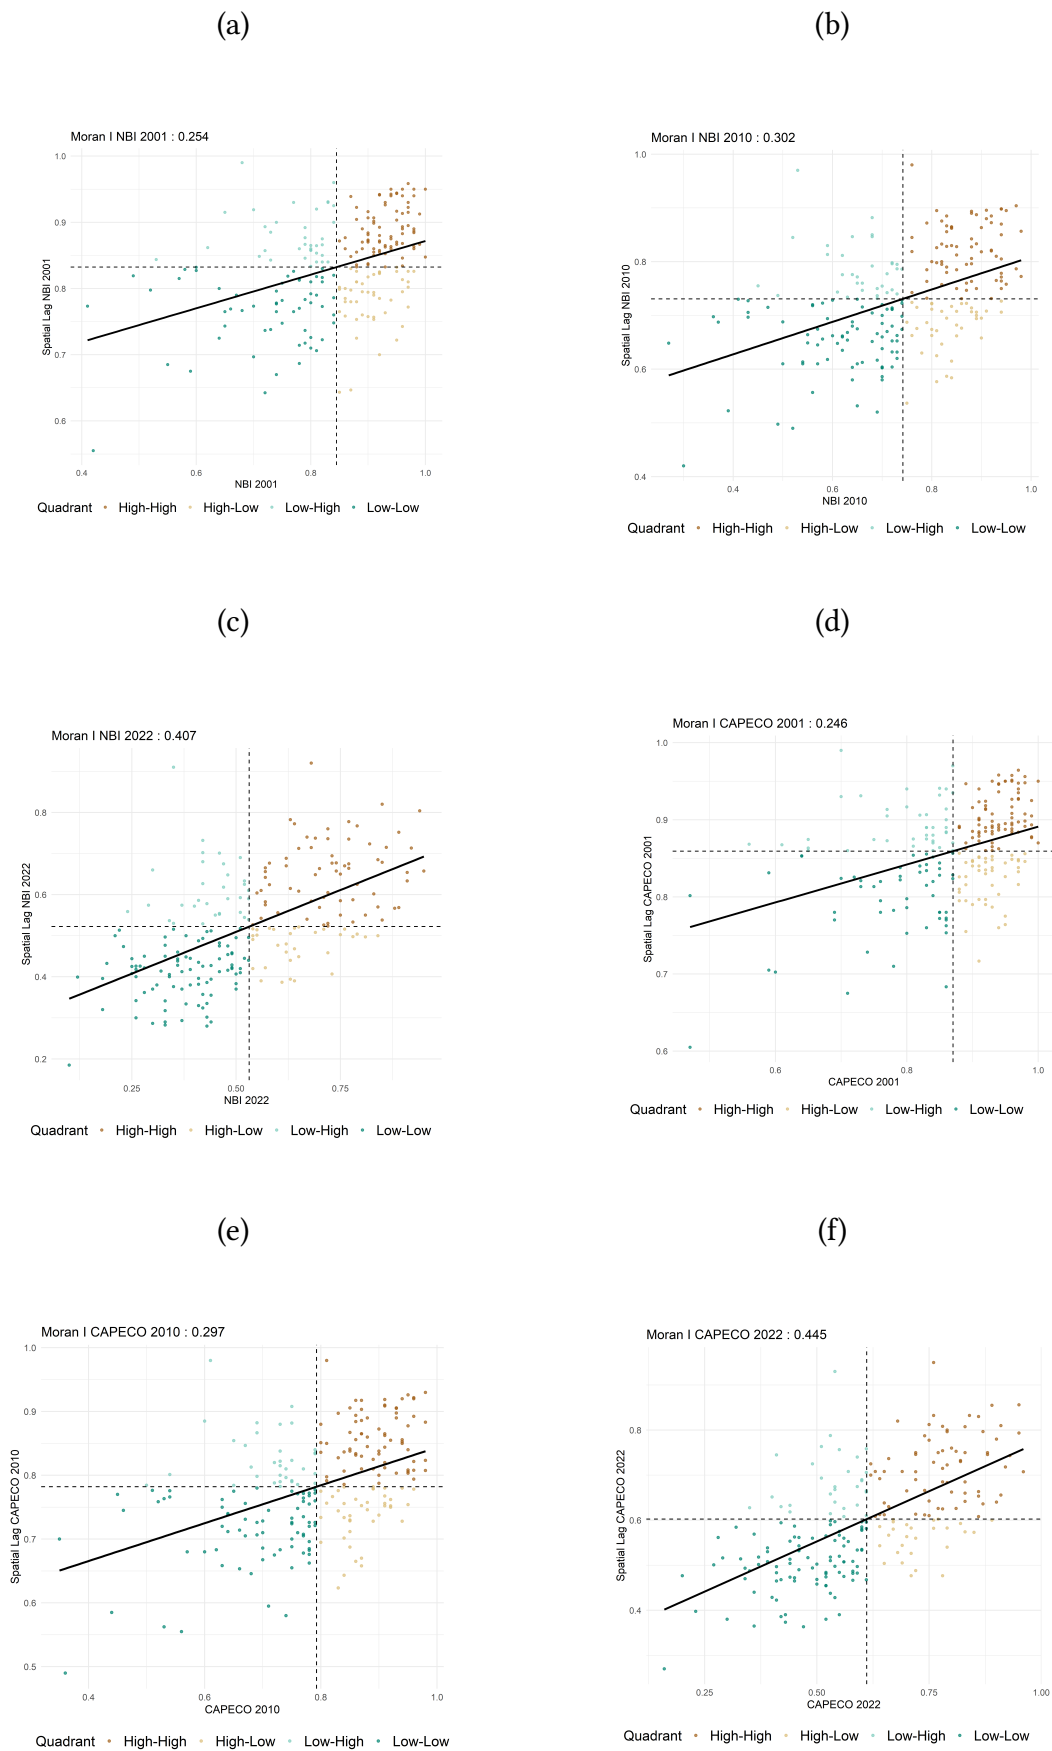 (a)
(b)
Moran I NBI 2001 : 0.254
1.0
0.9
0.8
0.7
0.6
Spatial Lag NBI 2001
0.4
0.6
0.8
1.0
NBI 2001
Quadrant High-High High-Low Low-High Low-Low
Moran I NBI 2010 : 0.302
1.0
0.8
0.6
0.4
Spatial Lag NBI 2010
0.4
0.6
0.8
1.0
NBI 2010
Quadrant High-High High-Low Low-High Low-Low
(c)
(d)
Moran I NBI 2022 : 0.407
0.8
0.6
0.4
0.2
Spatial Lag NBI 2022
0.25
0.50
0.75
NBI 2022
Quadrant High-High High-Low Low-High Low-Low
Moran I CAPECO 2001 : 0.246
1.0
0.9
0.8
0.7
0.6
Spatial Lag CAPECO 2001
0.6
0.8
1.0
CAPECO 2001
Quadrant High-High High-Low Low-High Low-Low
(e)
(f)
Moran I CAPECO 2010 : 0.297
1.0
0.9
0.8
0.7
0.6
0.5
Spatial Lag CAPECO 2010
0.4
0.6
0.8
1.0
CAPECO 2010
Quadrant High-High High-Low Low-High Low-Low
Moran I CAPECO 2022 : 0.445
0.8
0.6
0.4
Spatial Lag CAPECO 2022
0.25
0.50
0.75
1.00
CAPECO 2022
Quadrant High-High High-Low Low-High Low-Low